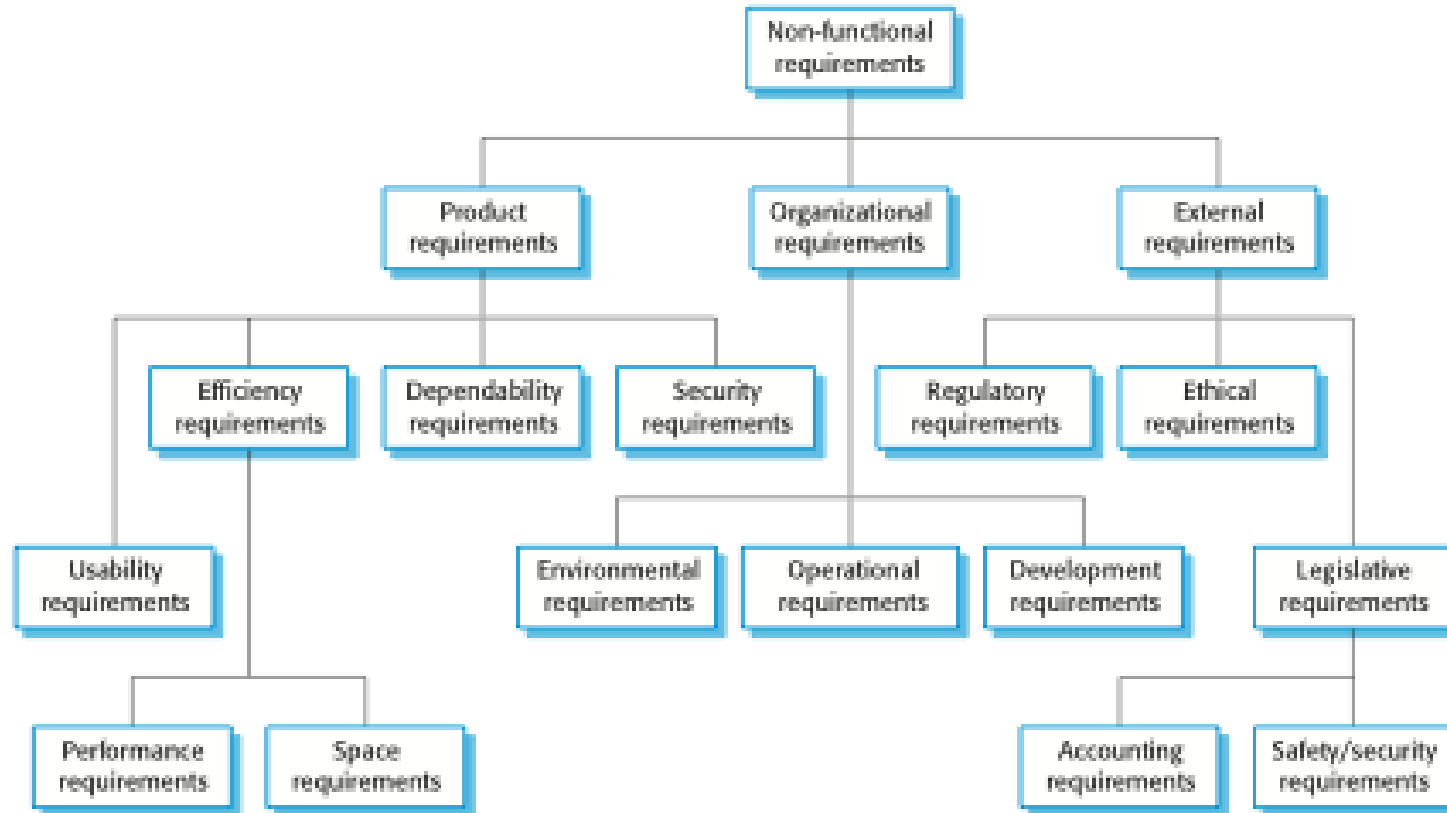 Non-functional
requirements
Product
requirements
Organizational
requirements
External
requirements
Efficiency
requirements
Dependability
requirements
Security
requirements
Regulatory
requirements
Ethical
requirements
Usability
requirements
Environmental
requirements
Operational
requirements
Development
requirements
Legislative
requirements
Performance
requirements
Space
requirements
Accounting
requirements
Safety/security
requirements